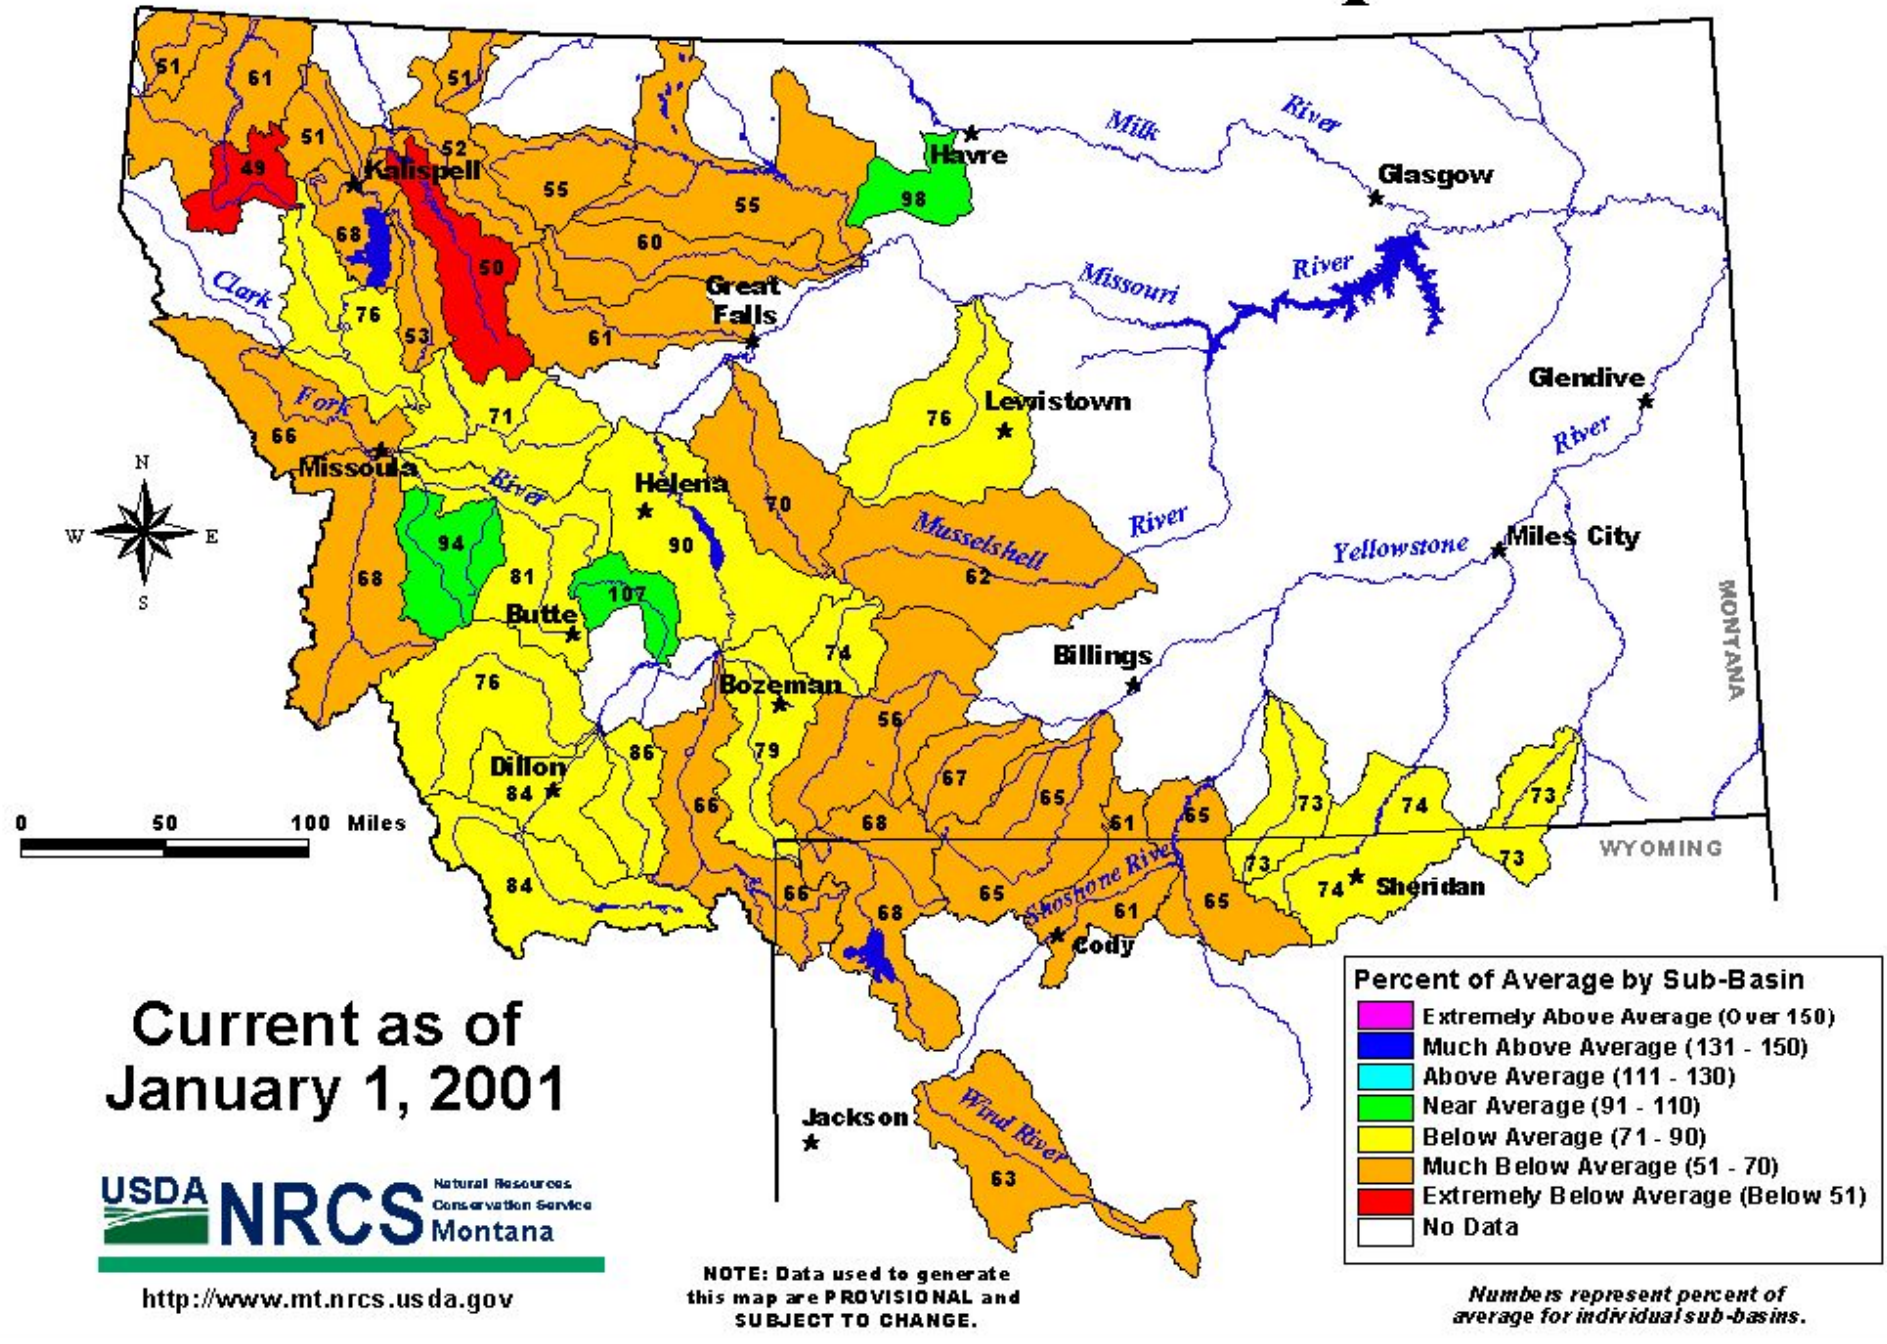 51
61
51
51
52
Kalispell
49
55
55
98
Havre
Milk
River
Glasgow
68
60
50
Clark
Great
Falls
Missouri
River
76
53
61
Glendive
River
71
76
Lewistown
Fork
66
Missoula
River
Helena
70
Musselshell
River
N
W
E
S
94
90
62
Yellowstone
Miles City
68
81
Butte
107
74
MONTANA
Billings
76
Bozeman
56
86
79
Dillon
84
66
67
65
61
65
73
74
73
68
0 50 100 Miles
WYOMING
84
66
68
65
Shoshone River
61
65
73
74
Sheridan
73
Cody
Current as of
January 1, 2001
Jackson
Wind River
63
Percent of Average by Sub-Basin
Extremely Above Average (Over 150)
Much Above Average (131 - 150)
Above Average (111 - 130)
Near Average (91 - 110)
Below Average (71 - 90)
Much Below Average (51 - 70)
Extremely Below Average (Below 51)
No Data
USDA
NRCS
Natural Resources
Conservation Service
Montana
http://www.mt.nrcs.usda.gov
NOTE: Data used to generate
this map are PROVISIONAL and
SUBJECT TO CHANGE.
Numbers represent percent of
average for individual sub-basins.